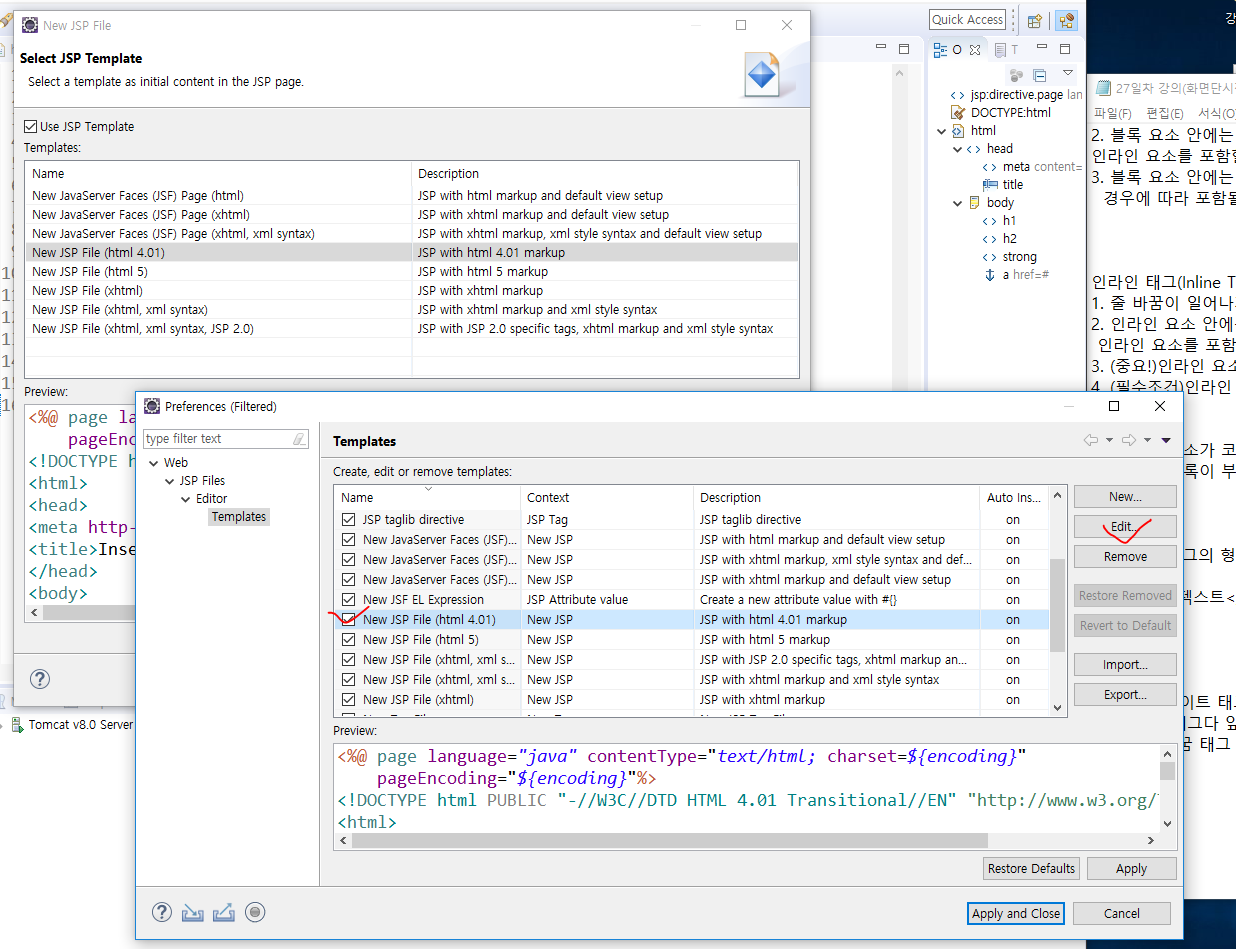 New JSP File
Select JSP Template
Select a template as initial content in the JSP page.
Use JSP Template
Templates:
Name Description
New JavaServer Faces (JSF) Page (html) JSP with html markup and default view setup
New JavaServer Faces (JSF) Page (xhtml) JSP with xhtml markup and default view setup
New JavaServer Faces (JSF) Page (xhtml, xml syntax) JSP with xhtml markup, xml style syntax and default view setup
New JSP File (html 4.01) JSP with html 4.01 markup
New JSP File (html 5) JSP with html 5 markup
New JSP File (xhtml) JSP with xhtml markup
New JSP File (xhtml, xml syntax) JSP with xhtml markup and xml style syntax
New JSP File (xhtml, xml syntax, JSP 2.0) JSP with JSP 2.0 specific tags, xhtml markup and xml style syntax
Preview:
<%@ page la
pageEnc
<!DOCTYPE h
<html>
<head>
<meta http-
<title>Inse
</head>
<body>
Tomcat v8.0 Server
Quick Access
O T
jsp:directive.page lan
DOCTYPE:html
html
head
meta content=
title
body
h1
h2
strong
a href=#
강
27일차 강의(화면단시
파일(F) 편집(E) 서식(O)
2. 블록 요소 안에는
인라인 요소를 포함할
3. 블록 요소 안에는
경우에 따라 포함될
인라인 태그(Inline T
1. 줄 바꿈이 일어나
2. 인라인 요소 안에
인라인 요소를 포함
3. (중요!)인라인 요소
4. (필수조건)인라인
소가 코
록이 부
그의 형
텍스트<
이트 태
그다 앞
꿈 태그
Preferences (Filtered)
type filter text
Web
JSP Files
Editor
Templates
Templates
Create, edit or remove templates:
Name Context Description Auto Ins...
JSP taglib directive JSP Tag JSP taglib directive on
New JavaServer Faces (JSF)... New JSP JSP with html markup and default view setup on
New JavaServer Faces (JSF)... New JSP JSP with xhtml markup, xml style syntax and def... on
New JavaServer Faces (JSF)... New JSP JSP with xhtml markup and default view setup on
New JSF EL Expression JSP Attribute value Create a new attribute value with #{} on
New JSP File (html 4.01) New JSP JSP with html 4.01 markup on
New JSP File (html 5) New JSP JSP with html 5 markup on
New JSP File (xhtml, xml s... New JSP JSP with JSP 2.0 specific tags, xhtml markup an... on
New JSP File (xhtml, xml s... New JSP JSP with xhtml markup and xml style syntax on
New JSP File (xhtml) New JSP JSP with xhtml markup on
New...
Edit...
Remove
Restore Removed
Revert to Default
Import...
Export...
Preview:
<%@ page language="java" contentType="text/html; charset=${encoding}"
pageEncoding="${encoding}"%>
<!DOCTYPE html PUBLIC "-//W3C//DTD HTML 4.01 Transitional//EN" "http://www.w3.org/
<html>
Restore Defaults Apply
Apply and Close Cancel